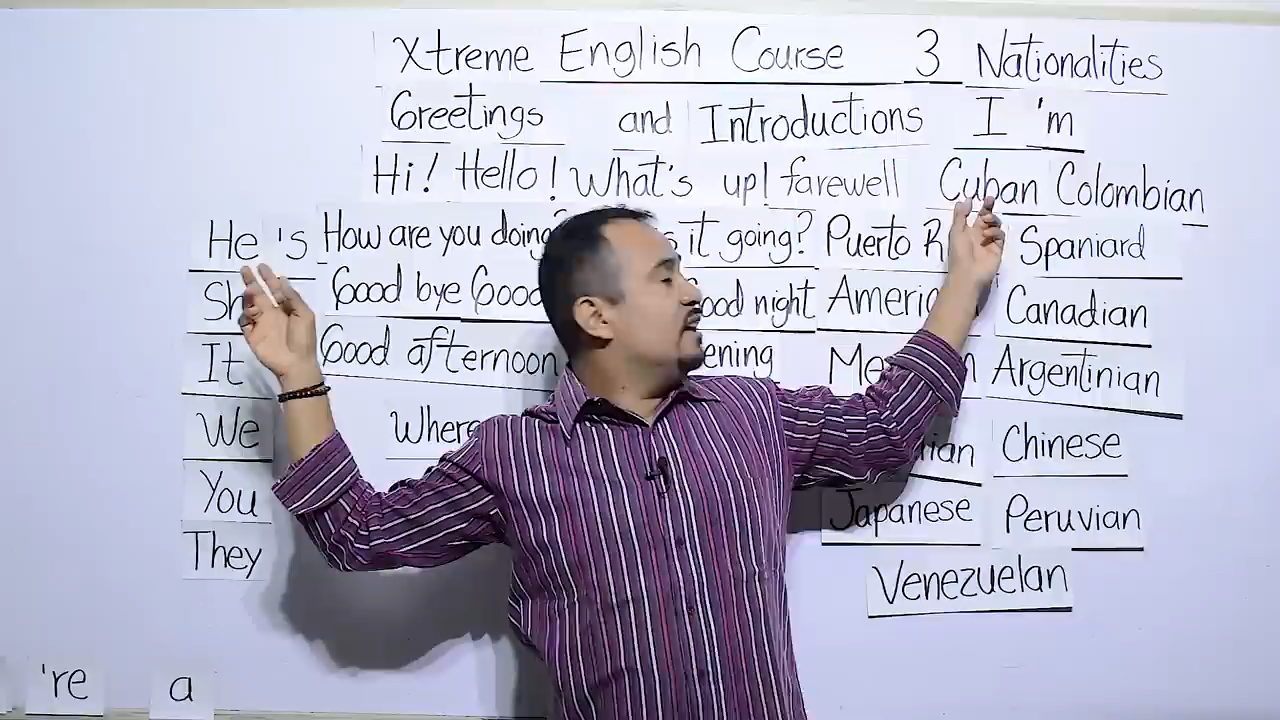 Xtreme English Course 3 Nationalities
Greetings and Introductions I 'm
Hi! Hello! What's up! farewell Cuban Colombian
He 's How are you doing? it going? Puerto Spaniard
Good bye Good Good night Canadian
It Good afternoon Argentinian
We Chinese
You Japanese Peruvian
They Venezuelan
're a